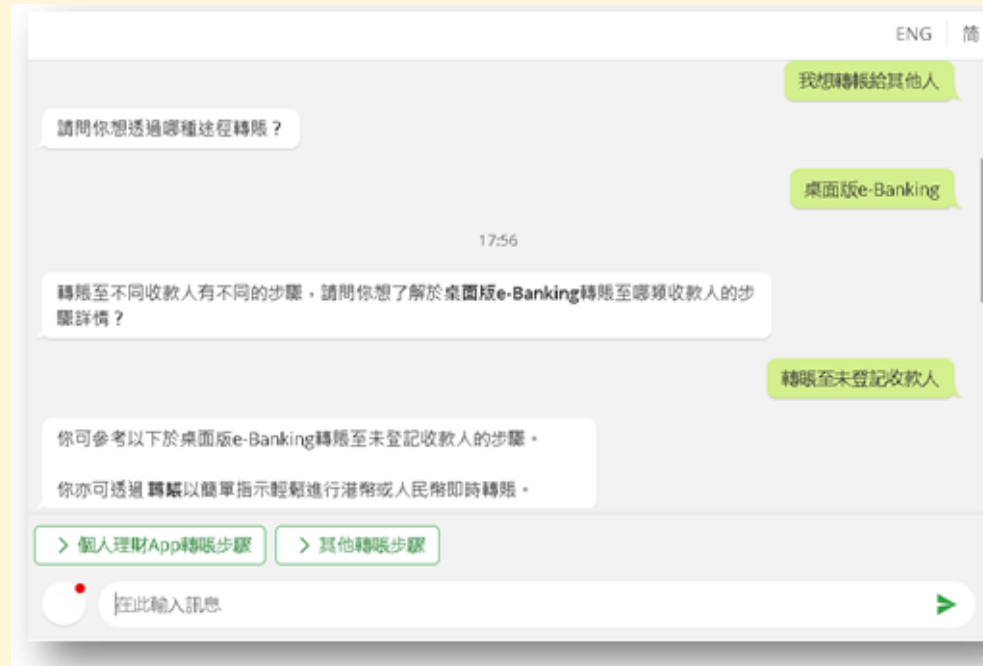 ENG 简
我想轉帳給其他人
請問你想透過哪種途徑轉賬？
桌面版e-Banking
17:56
轉賬至不同收款人有不同的步驟，請問你想了解於桌面版e-Banking轉賬至哪類收款人的步
驟詳情？
轉賬至未登記收款人
你可參考以下於桌面版e-Banking轉賬至未登記收款人的步驟。
你亦可透過 轉賬以簡單指示輕鬆進行港幣或人民幣即時轉賬。
> 個人理財App轉賬步驟 > 其他轉賬步驟
在此輸入訊息